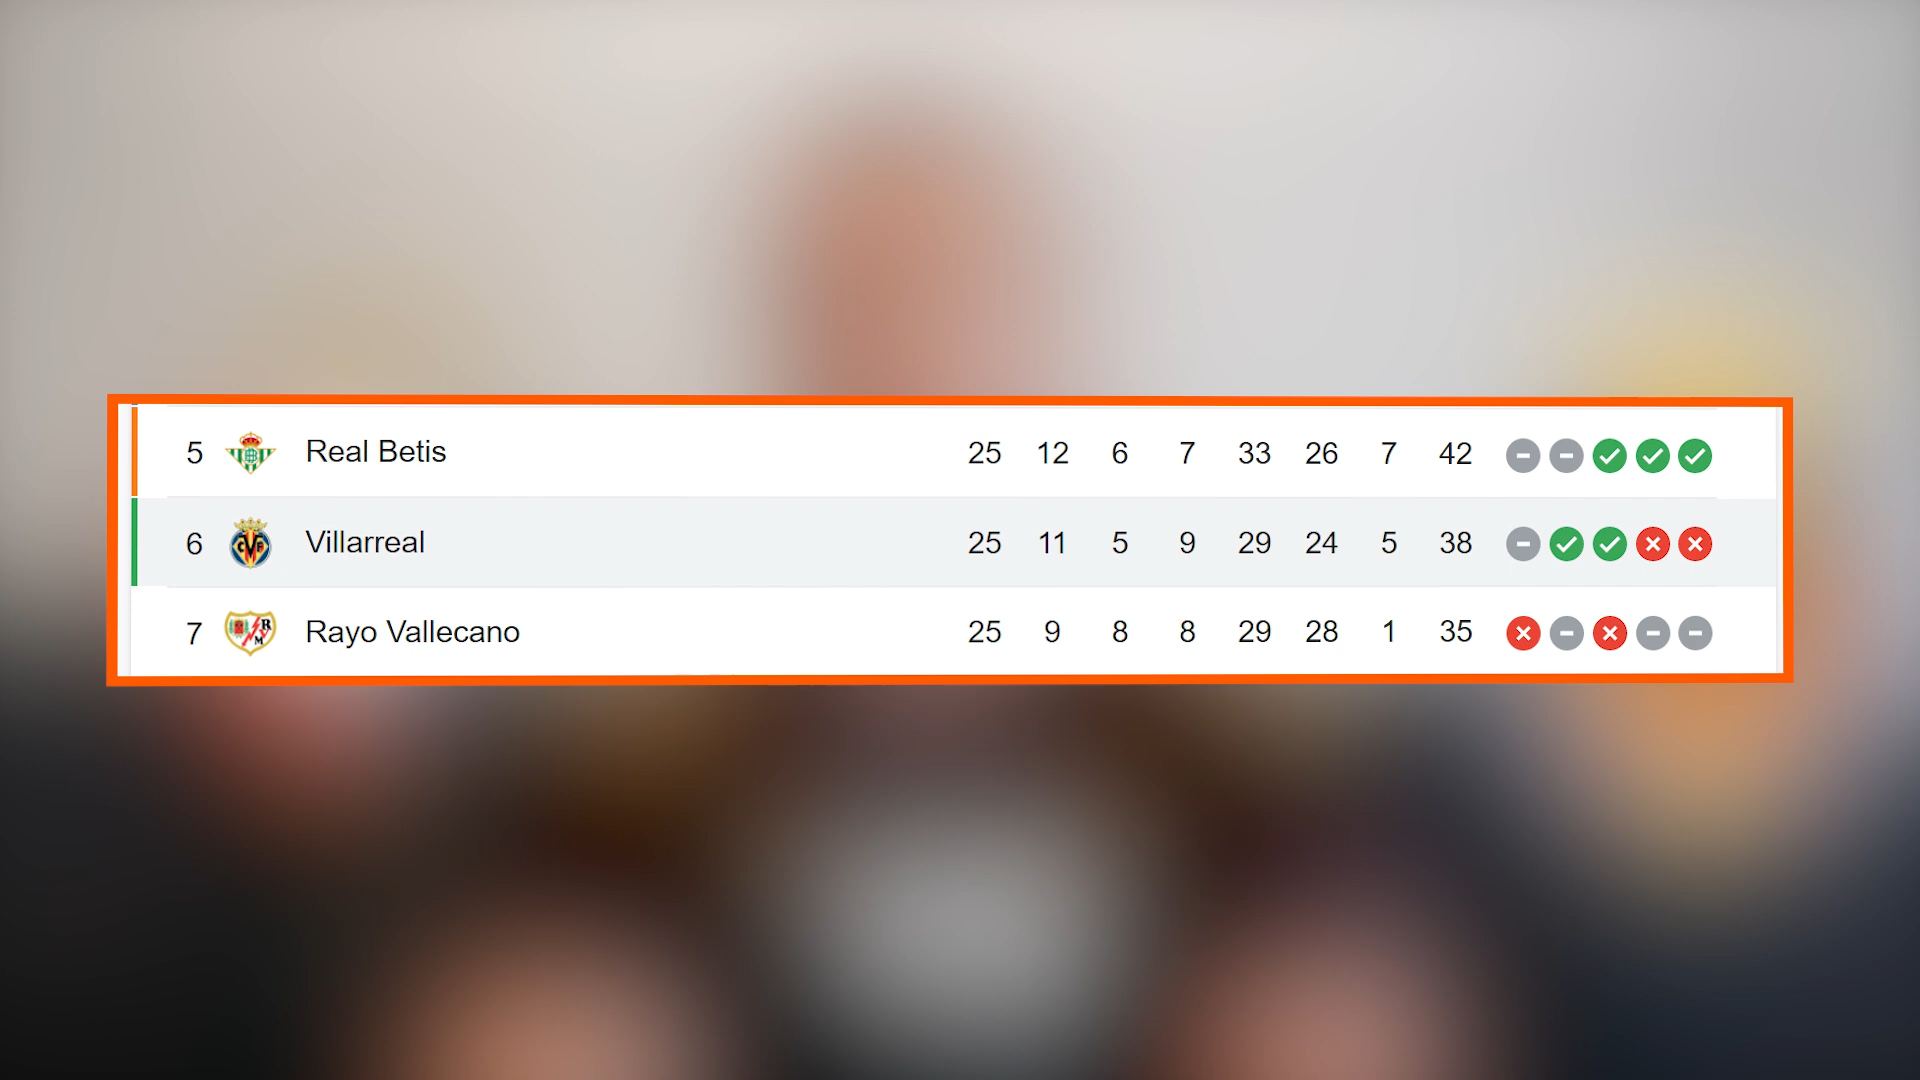 5 Real Betis 25 12 6 7 33 26 7 42
6 Villarreal 25 11 5 9 29 24 5 38
7 Rayo Vallecano 25 9 8 8 29 28 1 35